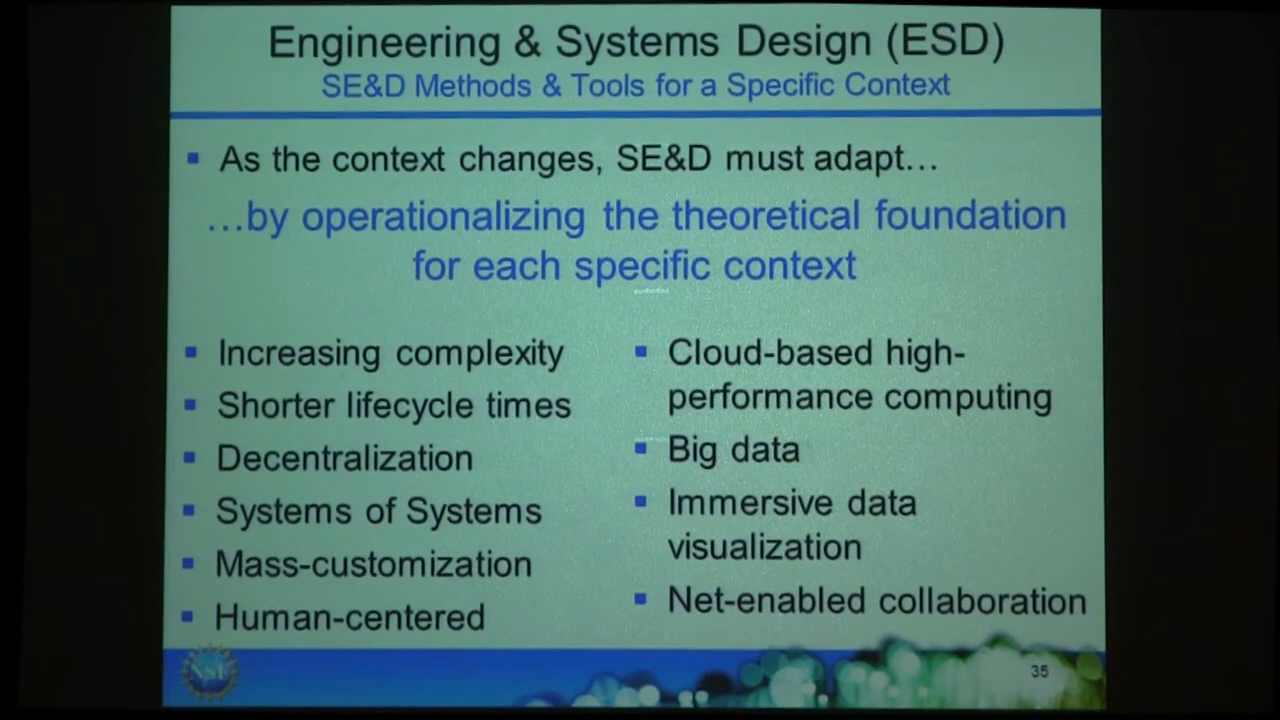 Engineering & Systems Design (ESD)
SE&D Methods & Tools for a Specific Context
▪ As the context changes, SE&D must adapt…
…by operationalizing the theoretical foundation
for each specific context
▪ Increasing complexity
▪ Shorter lifecycle times
▪ Decentralization
▪ Systems of Systems
▪ Mass-customization
▪ Human-centered
▪ Cloud-based high-
performance computing
▪ Big data
▪ Immersive data
visualization
▪ Net-enabled collaboration
NSF
35